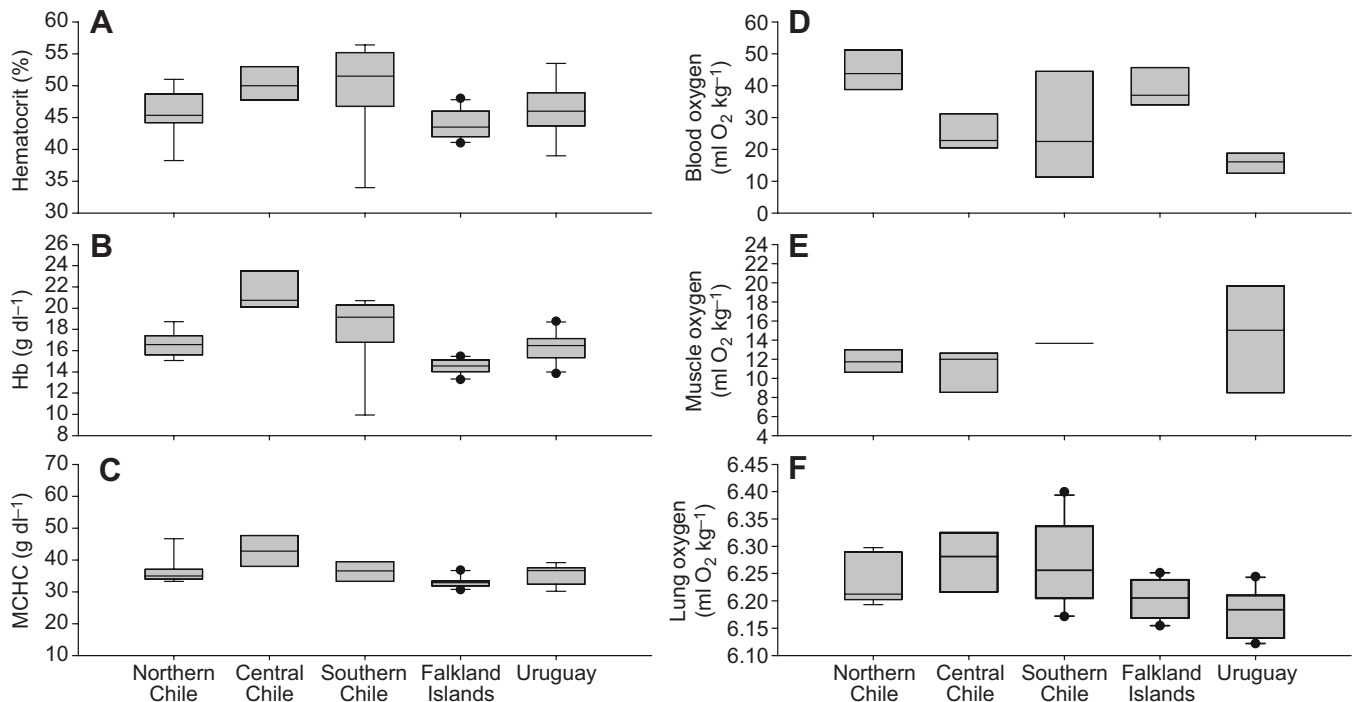 A
Hematocrit (%)
60
55
50
45
40
35
30
B
Hb (g dl–1)
26
24
22
20
18
16
14
12
10
8
C
MCHC (g dl–1)
70
60
50
40
30
20
10
Northern Chile
Central Chile
Southern Chile
Falkland Islands
Uruguay
D
Blood oxygen
(ml O2 kg–1)
60
50
40
30
20
10
0
E
Muscle oxygen
(ml O2 kg–1)
24
22
20
18
16
14
12
10
8
6
4
F
Lung oxygen
(ml O2 kg–1)
6.45
6.40
6.35
6.30
6.25
6.20
6.15
6.10
Northern Chile
Central Chile
Southern Chile
Falkland Islands
Uruguay